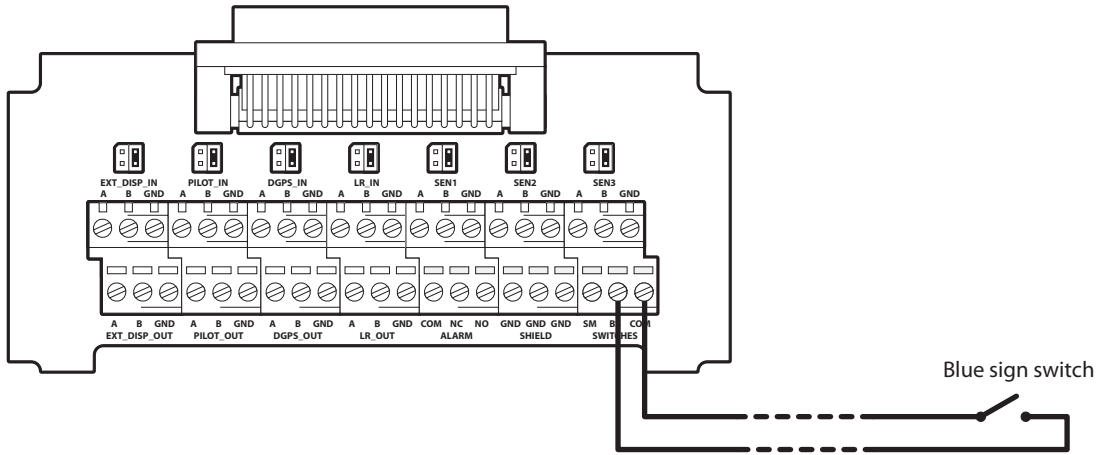 EXT_DISP_IN PILOT_IN DGPS_IN LR_IN SEN1 SEN2 SEN3
A B GND A B GND A B GND A B GND A B GND A B GND A B GND
A B GND A B GND A B GND A B GND COM NC NO GND GND GND SM COM
EXT_DISP_OUT PILOT_OUT DGPS_OUT LR_OUT ALARM SHIELD SWITCHES
Blue sign switch